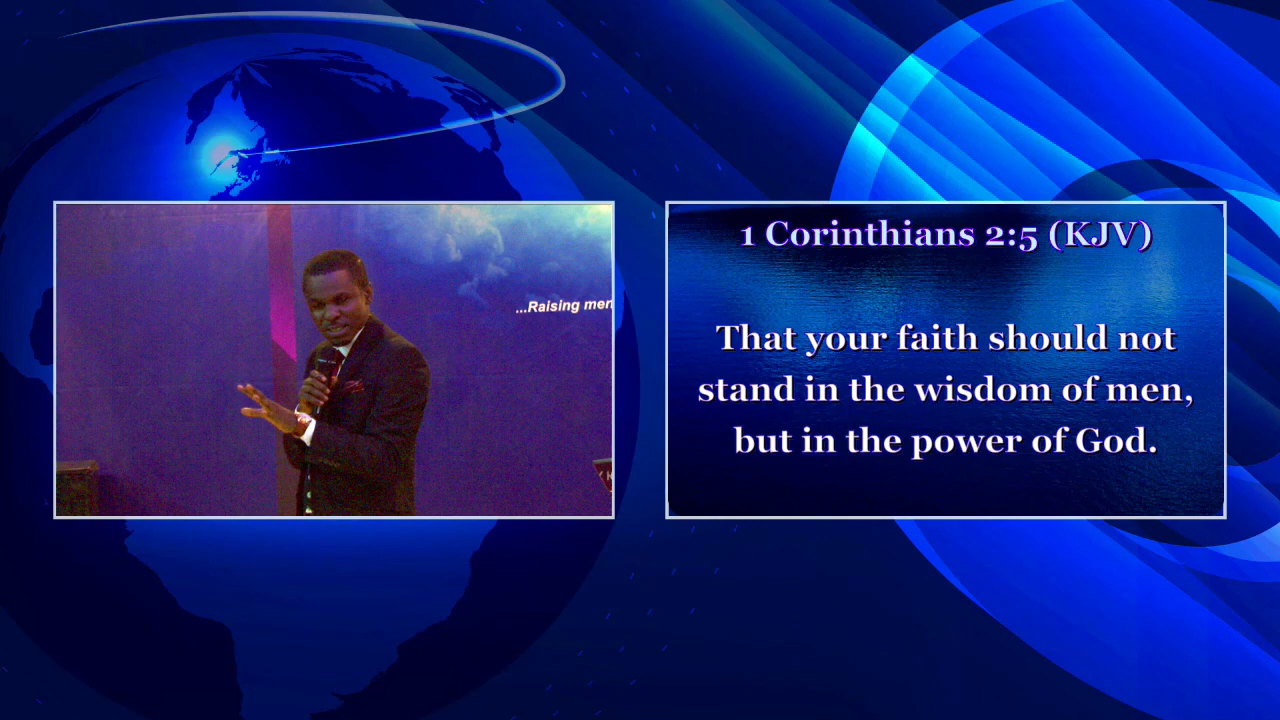 ...Raising men
1 Corinthians 2:5 (KJV)
That your faith should not
stand in the wisdom of men,
but in the power of God.